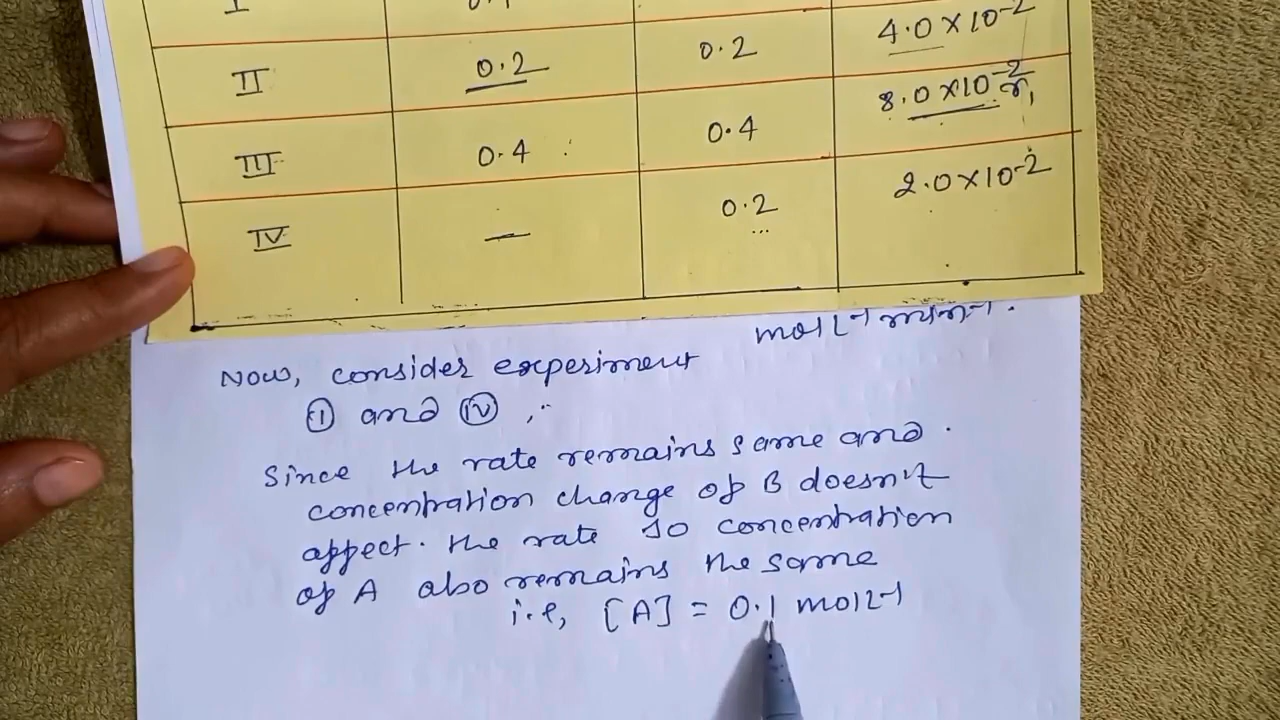 I
II 0.2 0.2 4.0 × 10⁻²
III 0.4 0.4 8.0 × 10⁻² r₁
IV — 0.2 2.0 × 10⁻²
mol L⁻¹ min⁻¹.
Now, consider experiment
① and ④ ,
Since the rate remains same and
concentration change of B doesn't
affect. the rate so concentration
of A also remains the same
i.e, [A] = 0.1 mol L⁻¹